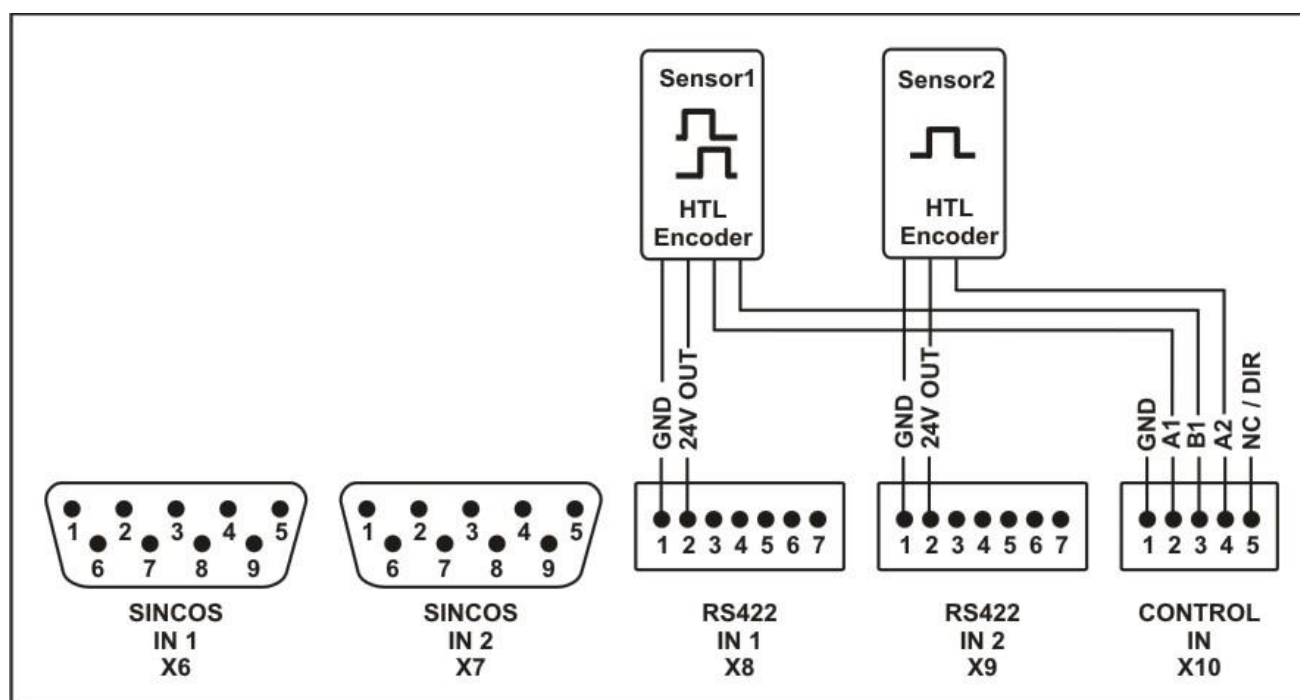 Sensor1
HTL
Encoder
Sensor2
HTL
Encoder
GND
24V OUT
GND
24V OUT
GND
A1
B1
A2
NC / DIR
1 2 3 4 5
6 7 8 9
SINCOS
IN 1
X6
1 2 3 4 5
6 7 8 9
SINCOS
IN 2
X7
1 2 3 4 5 6 7
RS422
IN 1
X8
1 2 3 4 5 6 7
RS422
IN 2
X9
1 2 3 4 5
CONTROL
IN
X10